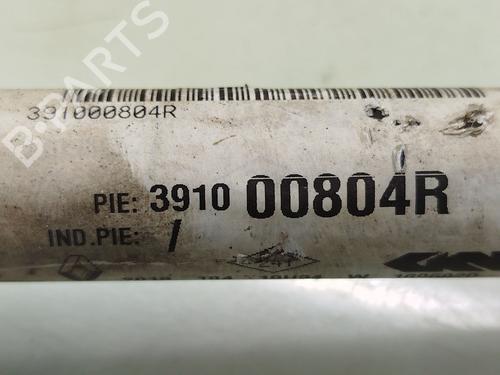 B-PARTS
391000804R
PIE: 3910 00804R
IND.PIE: /